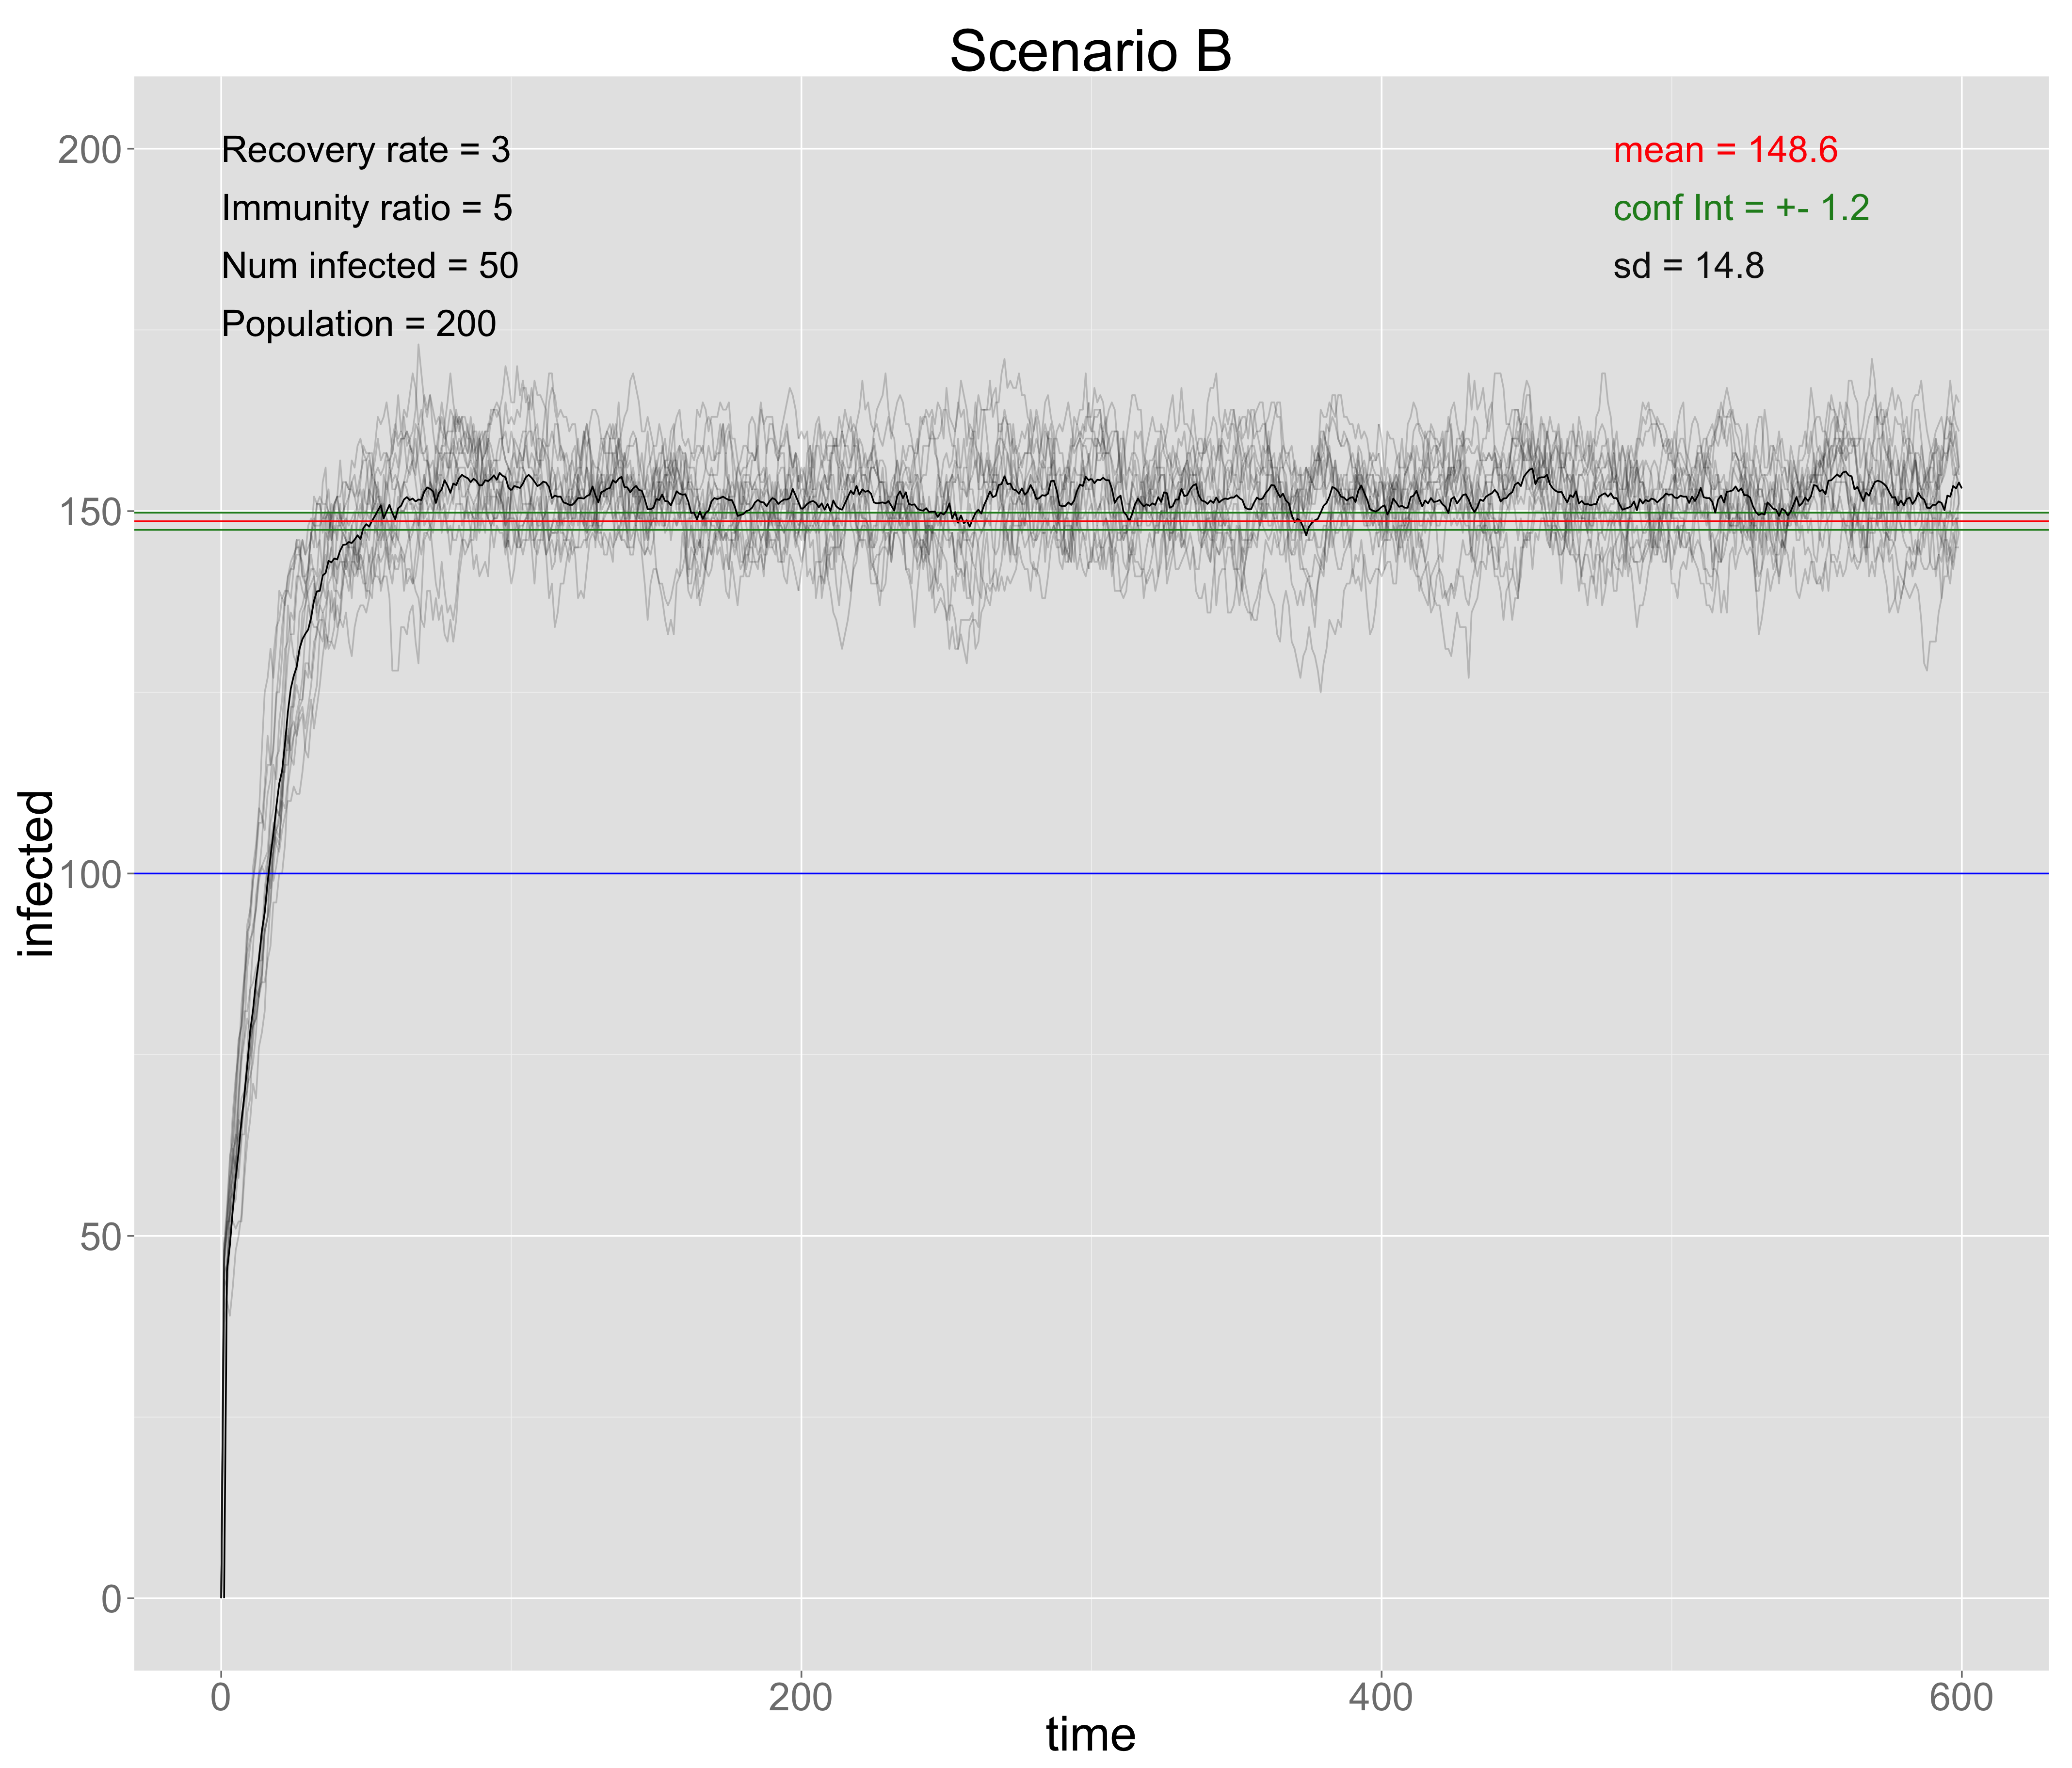 Scenario B
Recovery rate = 3
Immunity ratio = 5
Num infected = 50
Population = 200
mean = 148.6
conf Int = +- 1.2
sd = 14.8
infected
200
150
100
50
0
0 200 400 600
time